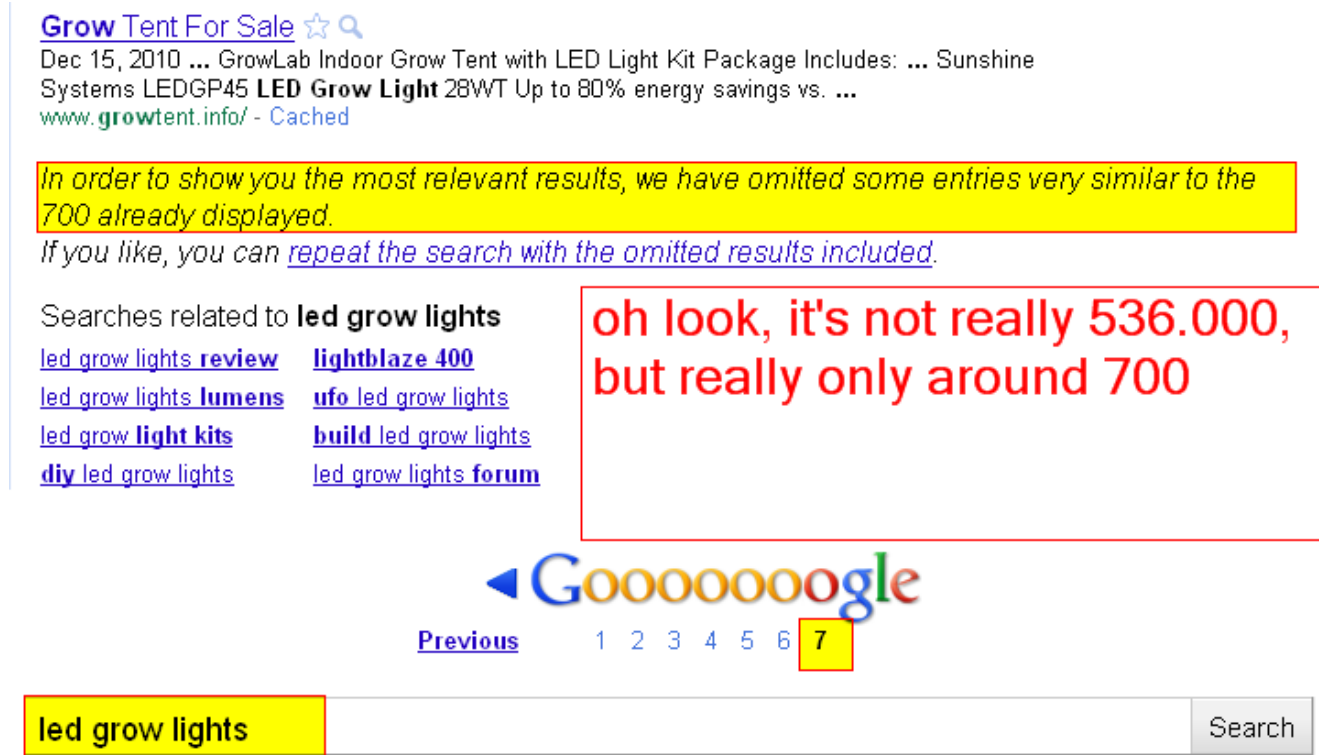 Grow Tent For Sale
Dec 15, 2010 ... GrowLab Indoor Grow Tent with LED Light Kit Package Includes: ... Sunshine
Systems LEDGP45 LED Grow Light 28WT Up to 80% energy savings vs. ...
www.growtent.info/ - Cached
In order to show you the most relevant results, we have omitted some entries very similar to the
700 already displayed.
If you like, you can repeat the search with the omitted results included.
Searches related to led grow lights
led grow lights review lightblaze 400
led grow lights lumens ufo led grow lights
led grow light kits build led grow lights
diy led grow lights led grow lights forum
oh look, it's not really 536.000,
but really only around 700
Gooooooogle
Previous 1 2 3 4 5 6 7
led grow lights Search